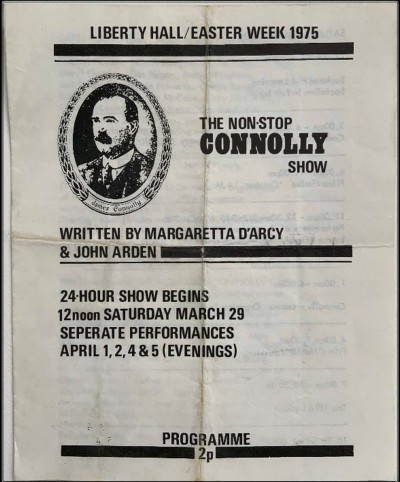 LIBERTY HALL/EASTER WEEK 1975
James Connolly
THE NON-STOP
CONNOLLY
SHOW
WRITTEN BY MARGARETTA D'ARCY
& JOHN ARDEN
24-HOUR SHOW BEGINS
12noon SATURDAY MARCH 29
SEPERATE PERFORMANCES
APRIL 1, 2, 4 & 5 (EVENINGS)
PROGRAMME
2p